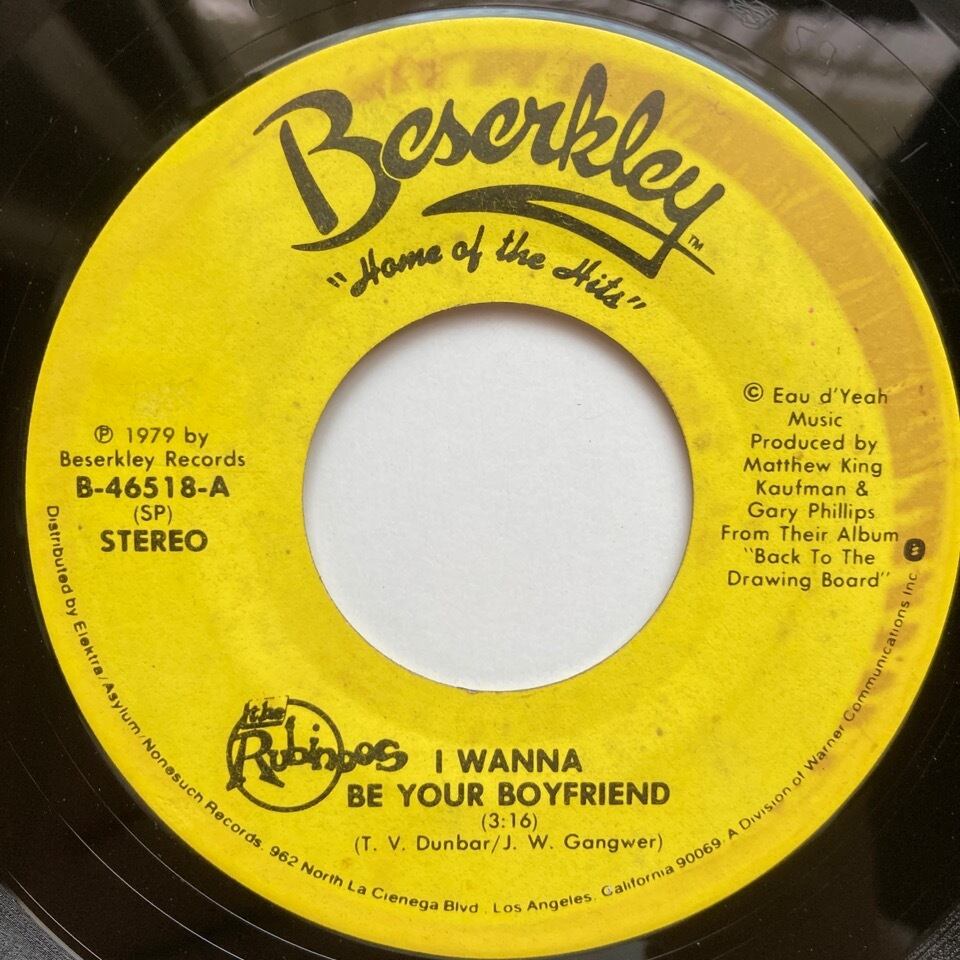 Beserkley™
"Home of the Hits"
℗ 1979 by
Beserkley Records
B-46518-A
(SP)
STEREO
© Eau d'Yeah
Music
Produced by
Matthew King
Kaufman &
Gary Phillips
From Their Album
"Back To The
Drawing Board"
the
Rubinoos
I WANNA
BE YOUR BOYFRIEND
(3:16)
(T. V. Dunbar/J. W. Gangwer)
Distributed by Elektra/Asylum/Nonesuch Records. 962 North La Cienega Blvd. Los Angeles. California 90069. A Division of Warner Communications Inc.